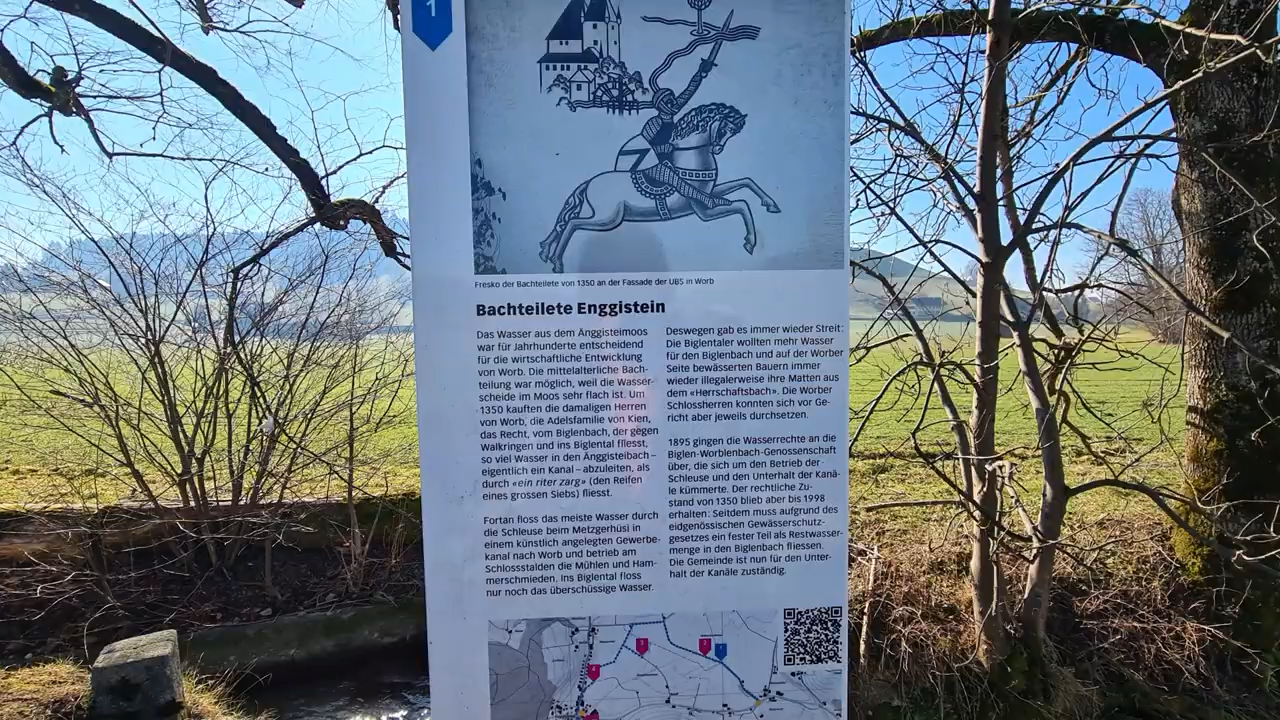 1
Fresko der Bachteilete von 1350 an der Fassade der UBS in Worb
Bachteilete Enggistein
Das Wasser aus dem Änggisteimoos
war für Jahrhunderte entscheidend
für die wirtschaftliche Entwicklung
von Worb. Die mittelalterliche Bach-
teilung war möglich, weil die Wasser-
scheide im Moos sehr flach ist. Um
1350 kauften die damaligen Herren
von Worb, die Adelsfamilie von Kien,
das Recht, vom Biglenbach, der gegen
Walkringen und ins Biglental fliesst,
so viel Wasser in den Änggisteibach –
eigentlich ein Kanal – abzuleiten, als
durch «ein riter zarg» (den Reifen
eines grossen Siebs) fliesst.
Fortan floss das meiste Wasser durch
die Schleuse beim Metzgerhüsi in
einem künstlich angelegten Gewerbe-
kanal nach Worb und betrieb am
Schlossstalden die Mühlen und Ham-
merschmieden. Ins Biglental floss
nur noch das überschüssige Wasser.
Deswegen gab es immer wieder Streit:
Die Biglentaler wollten mehr Wasser
für den Biglenbach und auf der Worber
Seite bewässerten Bauern immer
wieder illegalerweise ihre Matten aus
dem «Herrschaftsbach». Die Worber
Schlossherren konnten sich vor Ge-
richt aber jeweils durchsetzen.
1895 gingen die Wasserrechte an die
Biglen-Worblenbach-Genossenschaft
über, die sich um den Betrieb der
Schleuse und den Unterhalt der Kanä-
le kümmerte. Der rechtliche Zu-
stand von 1350 blieb aber bis 1998
erhalten: Seitdem muss aufgrund des
eidgenössischen Gewässerschutz-
gesetzes ein fester Teil als Restwasser-
menge in den Biglenbach fliessen.
Die Gemeinde ist nun für den Unter-
halt der Kanäle zuständig.